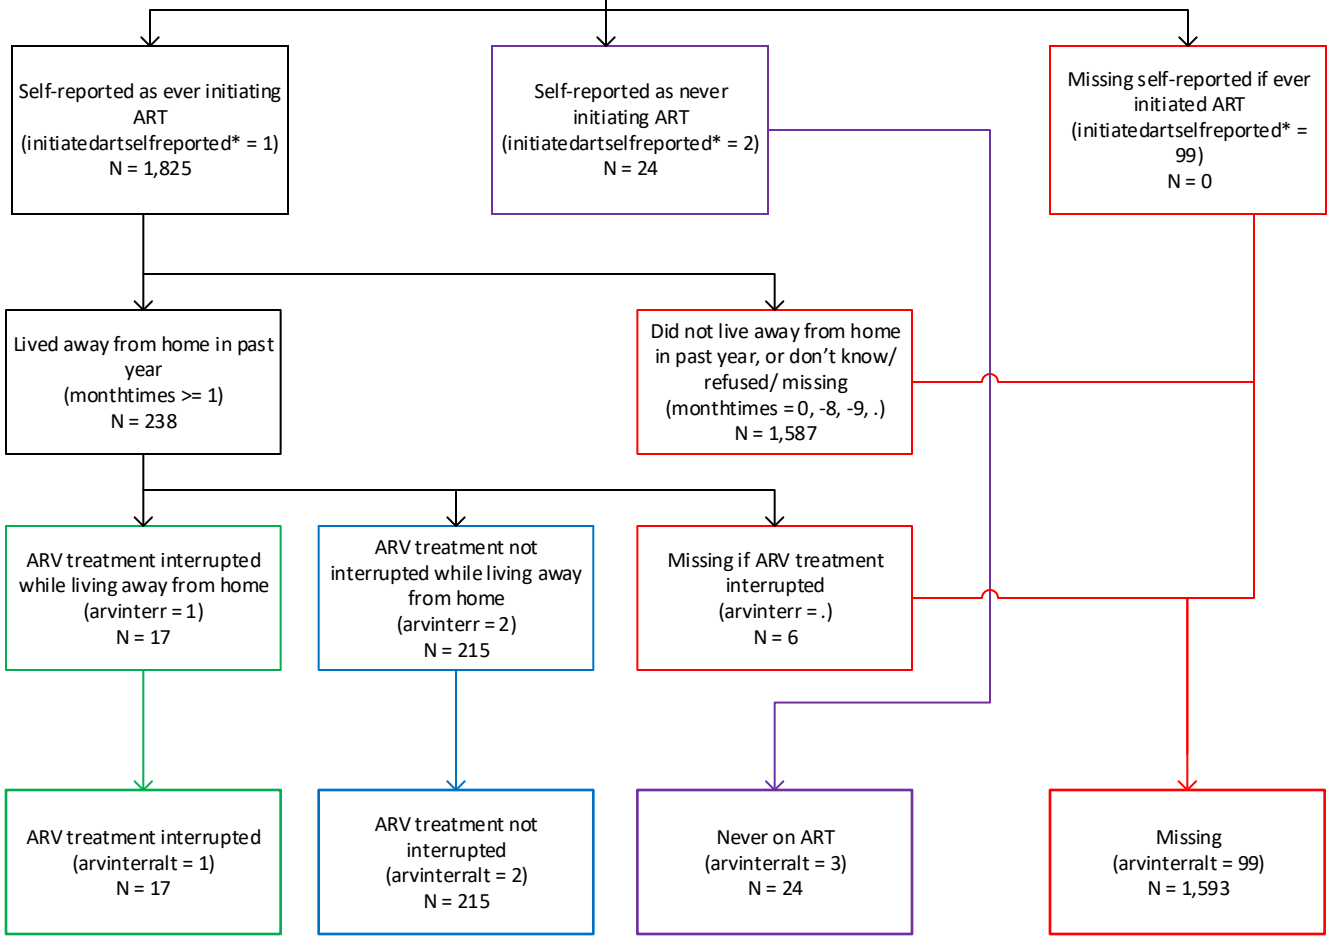 Self-reported as ever initiating
ART
(initiatedartselfreported* = 1)
N = 1,825
Self-reported as never
initiating ART
(initiatedartselfreported* = 2)
N = 24
Missing self-reported if ever
initiated ART
(initiatedartselfreported* =
99)
N = 0
Lived away from home in past
year
(monthtimes >= 1)
N = 238
Did not live away from home
in past year, or don't know/
refused/ missing
(monthtimes = 0, -8, -9, .)
N = 1,587
ARV treatment interrupted
while living away from home
(arvinterr = 1)
N = 17
ARV treatment not
interrupted while living away
from home
(arvinterr = 2)
N = 215
Missing if ARV treatment
interrupted
(arvinterr = .)
N = 6
ARV treatment interrupted
(arvinterralt = 1)
N = 17
ARV treatment not
interrupted
(arvinterralt = 2)
N = 215
Never on ART
(arvinterralt = 3)
N = 24
Missing
(arvinterralt = 99)
N = 1,593